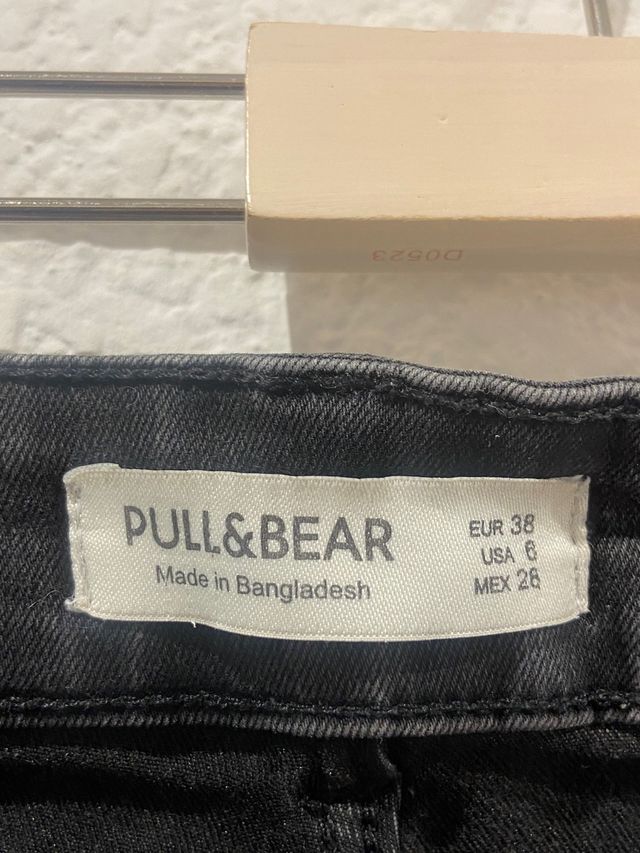 D0523
PULL&BEAR
Made in Bangladesh
EUR 38
USA 6
MEX 28